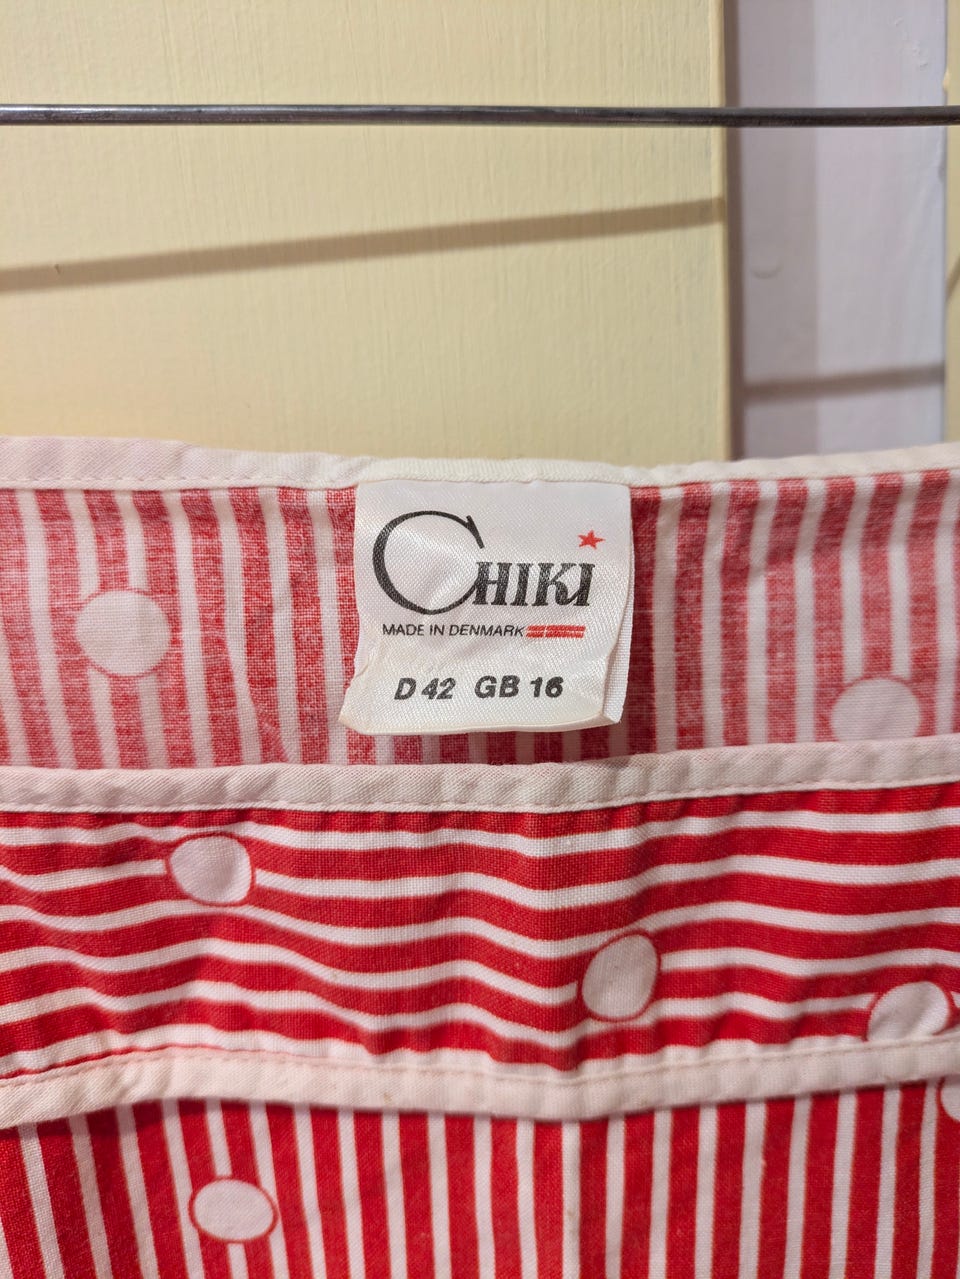 CHIKI
MADE IN DENMARK
D 42 GB 16